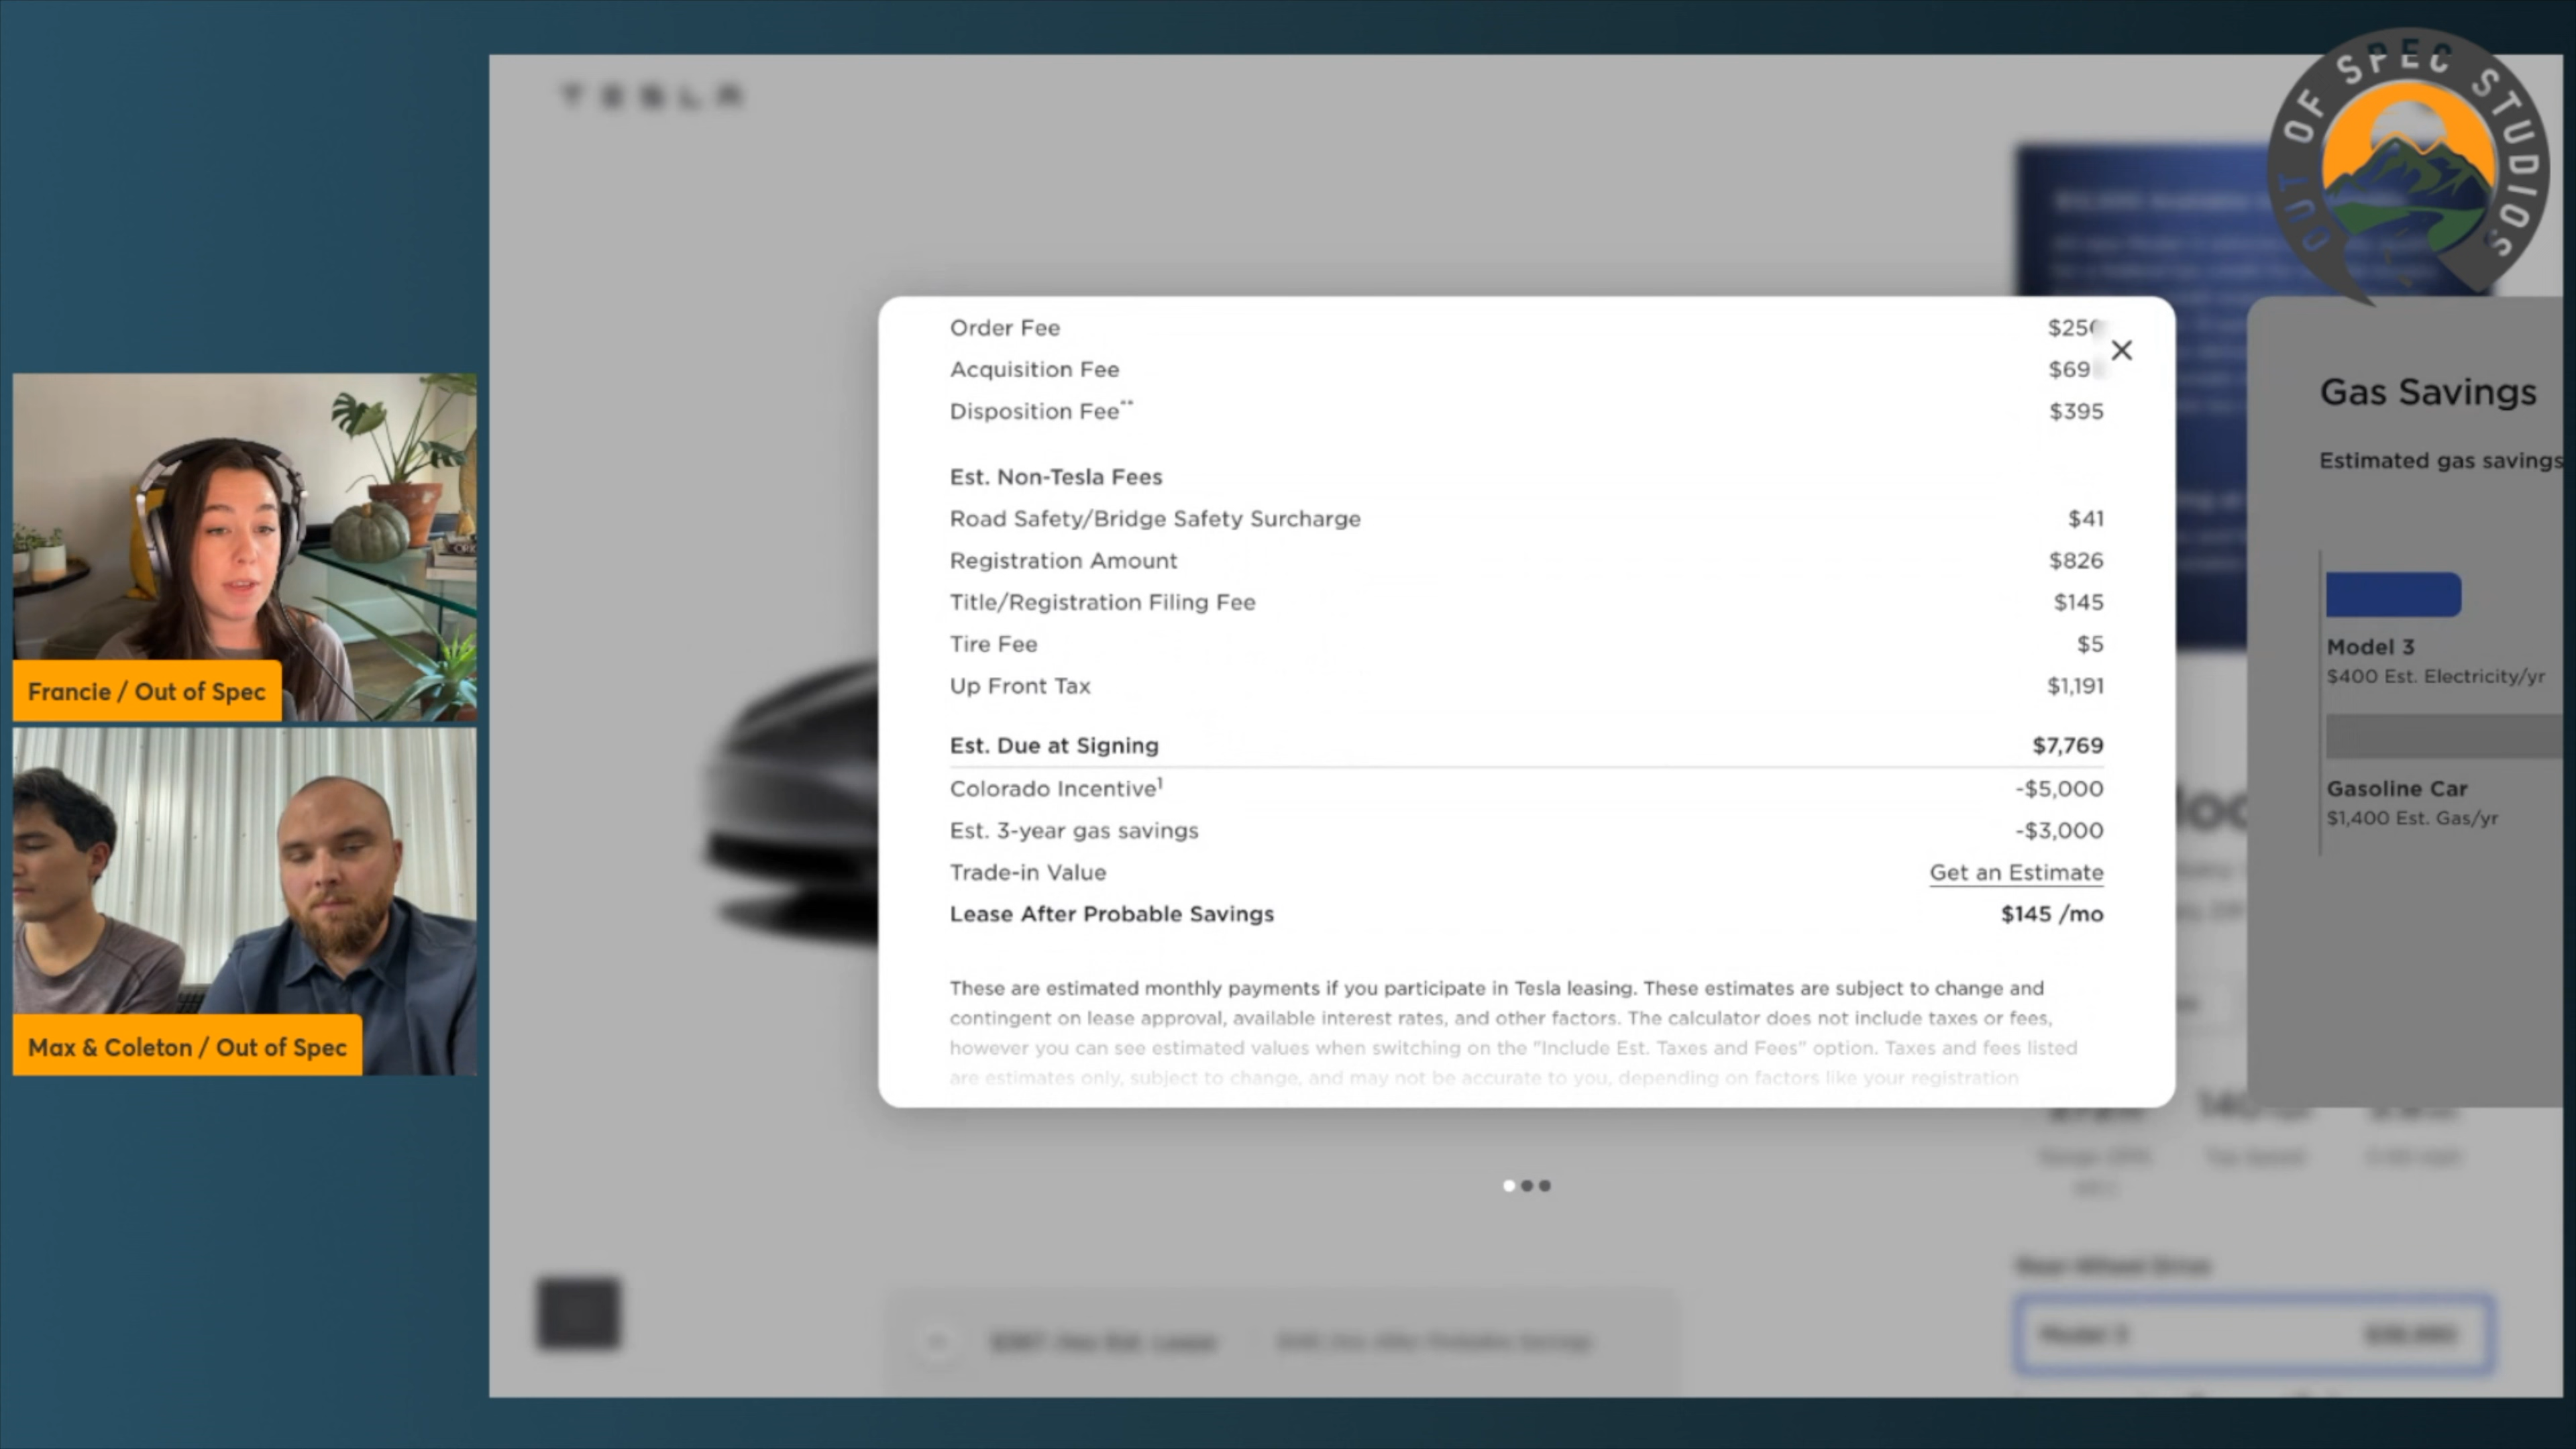 TESLA
OUT OF SPEC STUDIOS
Order Fee $250
Acquisition Fee $69
Disposition Fee** $395
Est. Non-Tesla Fees
Road Safety/Bridge Safety Surcharge $41
Registration Amount $826
Title/Registration Filing Fee $145
Tire Fee $5
Up Front Tax $1,191
Est. Due at Signing $7,769
Colorado Incentive¹ -$5,000
Est. 3-year gas savings -$3,000
Trade-in Value Get an Estimate
Lease After Probable Savings $145 /mo
These are estimated monthly payments if you participate in Tesla leasing. These estimates are subject to change and
contingent on lease approval, available interest rates, and other factors. The calculator does not include taxes or fees,
however you can see estimated values when switching on the "Include Est. Taxes and Fees" option. Taxes and fees listed
are estimates only, subject to change, and may not be accurate to you, depending on factors like your registration
Gas Savings
Estimated gas savings
Model 3
$400 Est. Electricity/yr
Gasoline Car
$1,400 Est. Gas/yr
Francie / Out of Spec
Max & Coleton / Out of Spec
Rear-Wheel Drive
Model 3